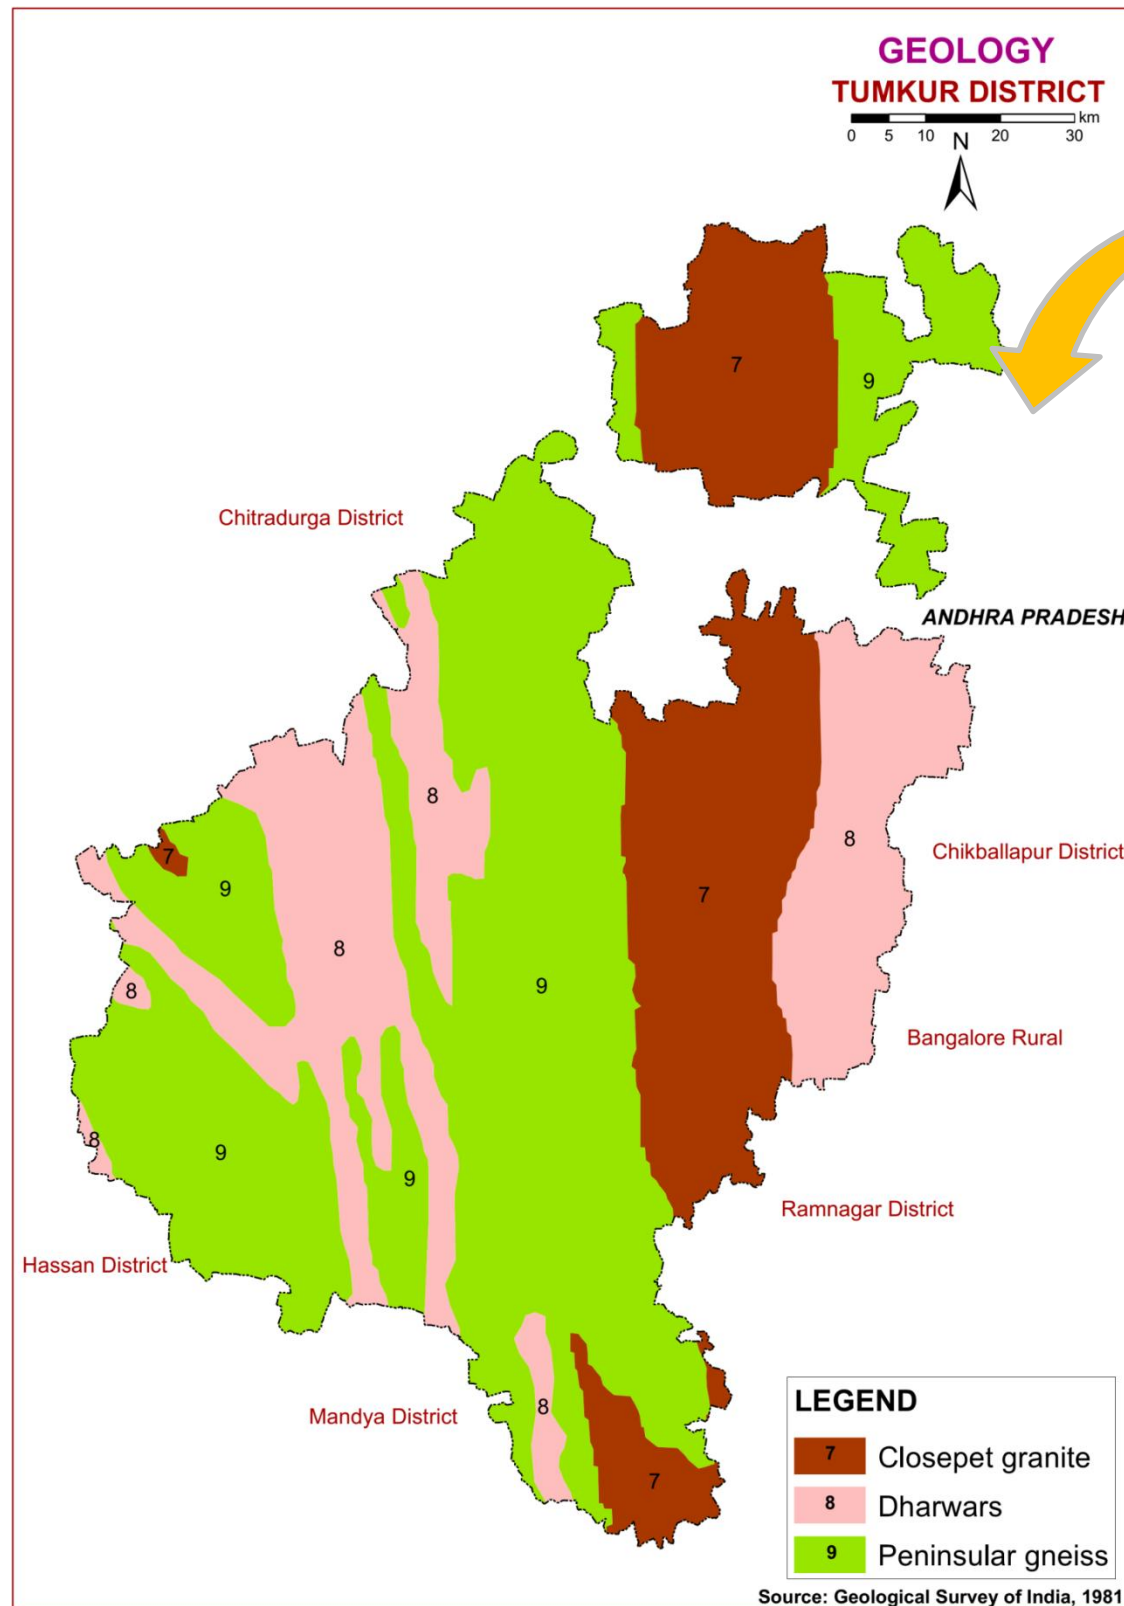 GEOLOGY
TUMKUR DISTRICT
km
0 5 10 20 30
N
7
9
Chitradurga District
ANDHRA PRADESH
8
8
7
9
Chikballapur District
7
8
9
8
Bangalore Rural
8
9
9
Ramnagar District
Hassan District
8
Mandya District
7
LEGEND
7 Closepet granite
8 Dharwars
9 Peninsular gneiss
Source: Geological Survey of India, 1981